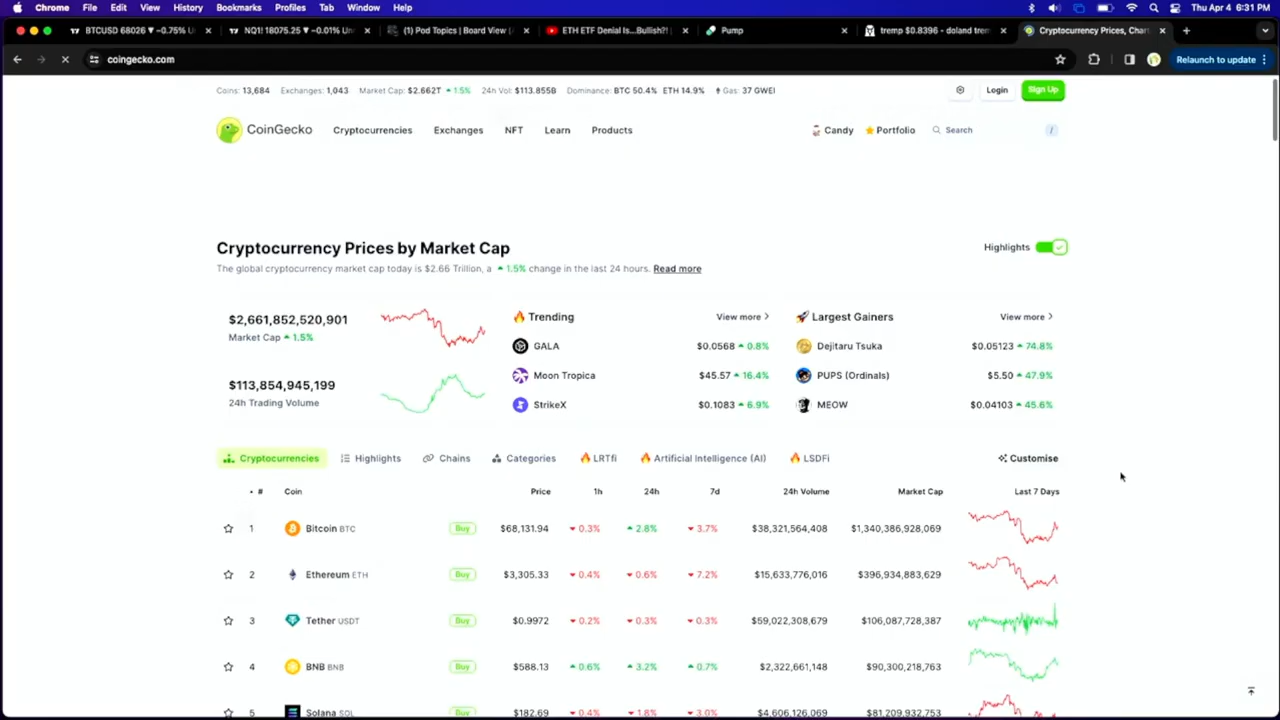 Chrome File Edit View History Bookmarks Profiles Tab Window Help Thu Apr 4 6:31 PM
BTCUSD 68026 ▼ −0.75% U NQ1! 18075.25 ▼ −0.01% Un (1) Pod Topics | Board View | ETH ETF Denial Is...Bullish?! | Pump tremp $0.8396 - doland trem Cryptocurrency Prices, Char
coingecko.com Relaunch to update
Coins: 13,684 Exchanges: 1,043 Market Cap: $2.662T ▲ 1.5% 24h Vol: $113.855B Dominance: BTC 50.4% ETH 14.9% Gas: 37 GWEI Login Sign Up
CoinGecko Cryptocurrencies Exchanges NFT Learn Products Candy Portfolio Search /
Cryptocurrency Prices by Market Cap Highlights
The global cryptocurrency market cap today is $2.66 Trillion, a ▲ 1.5% change in the last 24 hours. Read more
$2,661,852,520,901
Market Cap ▲ 1.5%
$113,854,945,199
24h Trading Volume
Trending View more >
GALA $0.0568 ▲ 0.8%
Moon Tropica $45.57 ▲ 16.4%
StrikeX $0.1083 ▲ 6.9%
Largest Gainers View more >
Dejitaru Tsuka $0.05123 ▲ 74.8%
PUPS (Ordinals) $5.50 ▲ 47.9%
MEOW $0.04103 ▲ 45.6%
Cryptocurrencies Highlights Chains Categories LRTfi Artificial Intelligence (AI) LSDFi Customise
# Coin Price 1h 24h 7d 24h Volume Market Cap Last 7 Days
1 Bitcoin BTC Buy $68,131.94 ▼ 0.3% ▲ 2.8% ▼ 3.7% $38,321,564,408 $1,340,386,928,069
2 Ethereum ETH Buy $3,305.33 ▼ 0.4% ▼ 0.6% ▼ 7.2% $15,633,776,016 $396,934,883,629
3 Tether USDT Buy $0.9972 ▼ 0.2% ▼ 0.3% ▼ 0.3% $59,022,308,679 $106,087,728,387
4 BNB BNB Buy $588.13 ▲ 0.6% ▲ 3.2% ▲ 0.7% $2,322,661,148 $90,300,218,763
5 Solana SOL Buy $182.69 ▼ 0.4% ▼ 1.8% ▼ 3.0% $4,606,126,069 $81,209,932,753